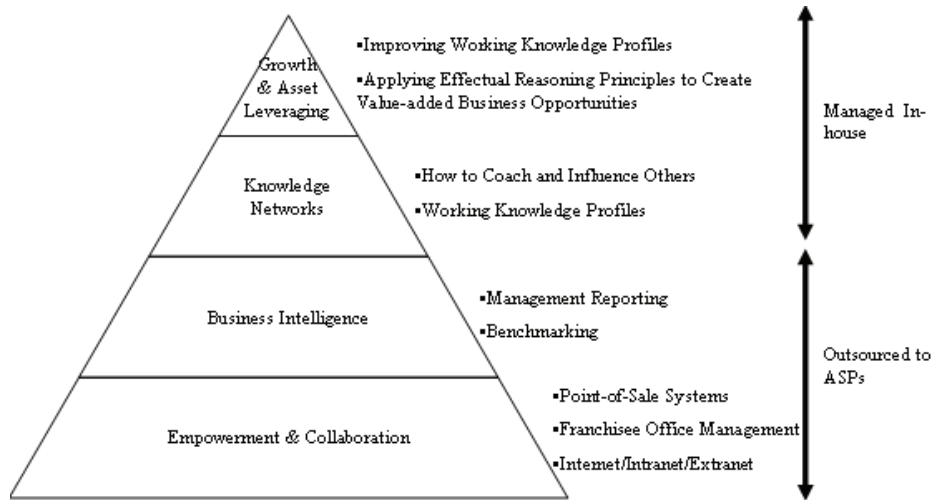 Growth
& Asset
Leveraging
▪Improving Working Knowledge Profiles
▪Applying Effectual Reasoning Principles to Create
Value-added Business Opportunities
Managed In-
house
Knowledge
Networks
▪How to Coach and Influence Others
▪Working Knowledge Profiles
Business Intelligence
▪Management Reporting
▪Benchmarking
Outsourced to
ASPs
Empowerment & Collaboration
▪Point-of-Sale Systems
▪Franchisee Office Management
▪Internet/Intranet/Extranet